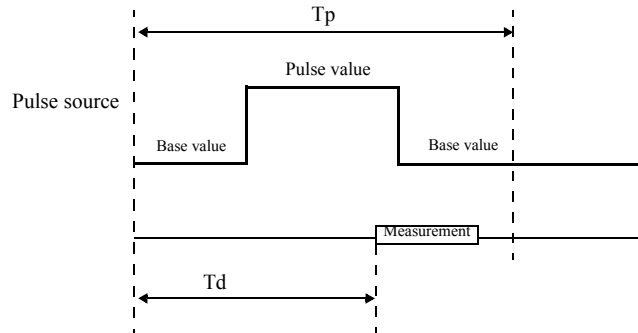 Tp
Pulse value
Pulse source
Base value
Base value
Measurement
Td